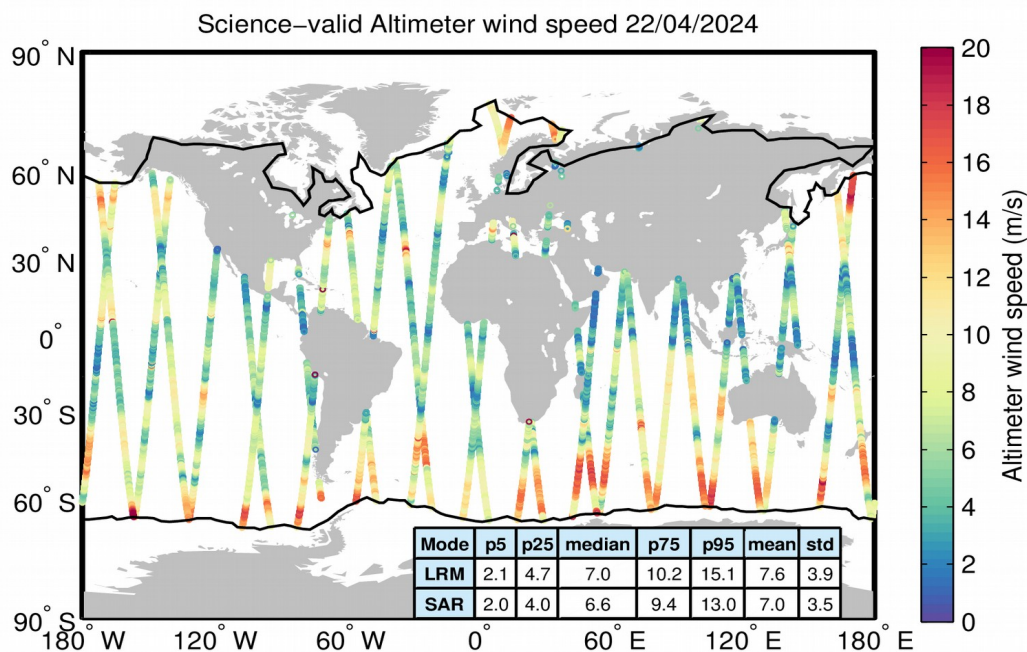 Science−valid Altimeter wind speed 22/04/2024
90° N
60° N
30° N
0°
30° S
60° S
90° S
180° W
120° W
60° W
0°
60° E
120° E
180° E
20
18
16
14
12
10
8
6
4
2
0
Altimeter wind speed (m/s)
Mode p5 p25 median p75 p95 mean std
LRM 2.1 4.7 7.0 10.2 15.1 7.6 3.9
SAR 2.0 4.0 6.6 9.4 13.0 7.0 3.5